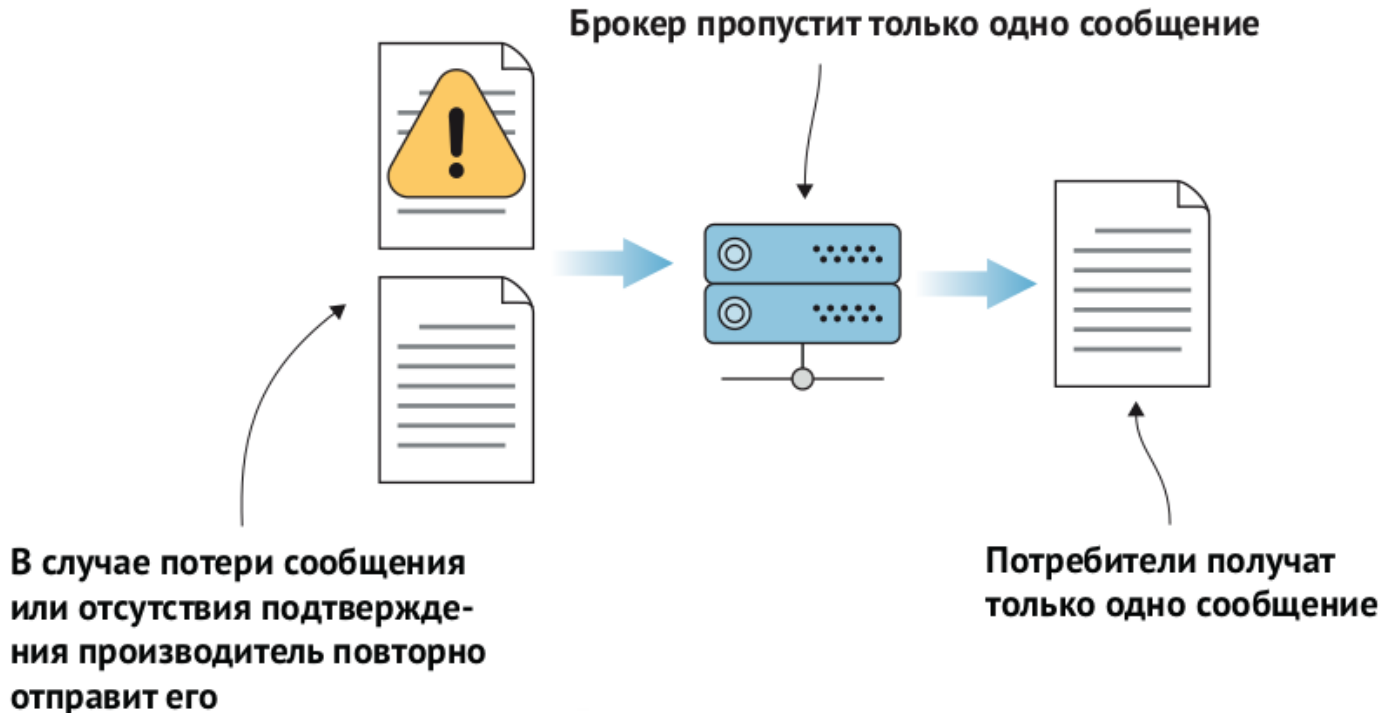 Брокер пропустит только одно сообщение
В случае потери сообщения
или отсутствия подтвержде-
ния производитель повторно
отправит его
Потребители получат
только одно сообщение